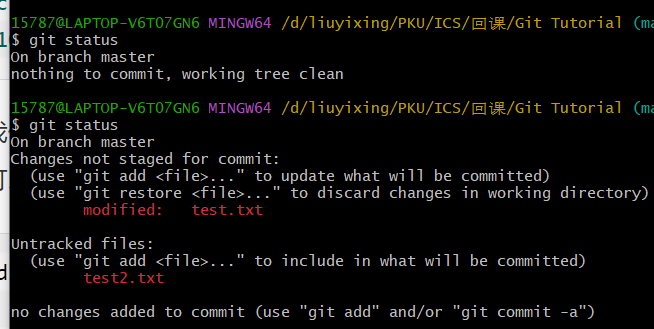 15787@LAPTOP-V6TO7GN6 MINGW64 /d/liuyixing/PKU/ICS/回课/Git Tutorial (ma
$ git status
On branch master
nothing to commit, working tree clean
15787@LAPTOP-V6TO7GN6 MINGW64 /d/liuyixing/PKU/ICS/回课/Git Tutorial (ma
$ git status
On branch master
Changes not staged for commit:
(use "git add <file>..." to update what will be committed)
(use "git restore <file>..." to discard changes in working directory)
modified: test.txt
Untracked files:
(use "git add <file>..." to include in what will be committed)
test2.txt
no changes added to commit (use "git add" and/or "git commit -a")